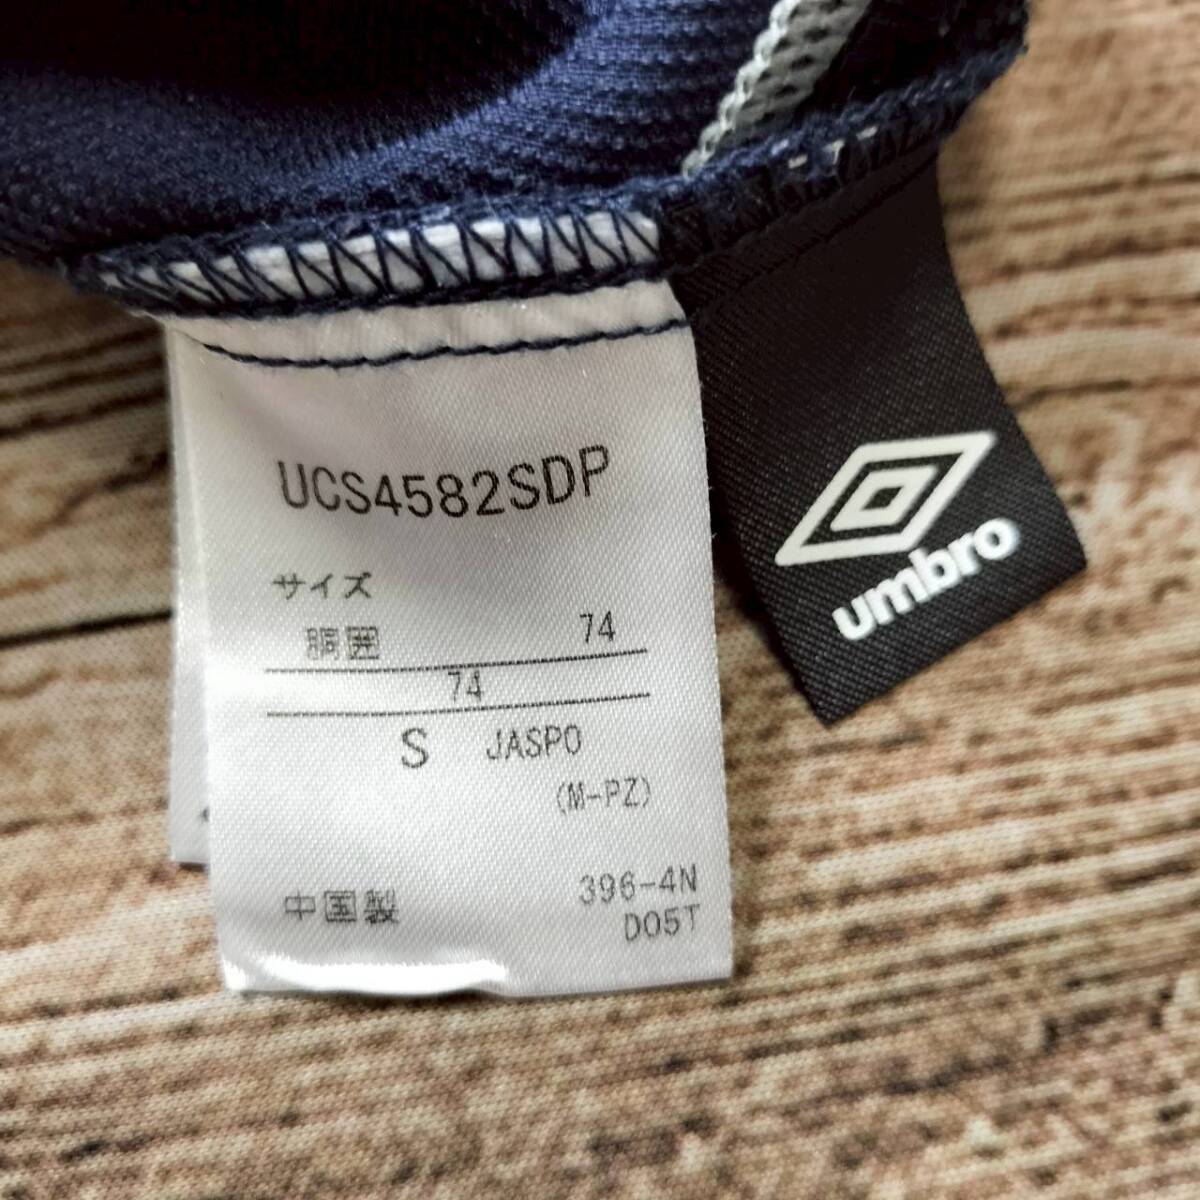 UCS4582SDP
サイズ
胴囲 74
74
S JASPO
(M-PZ)
中国製
396-4N
D05T
umbro